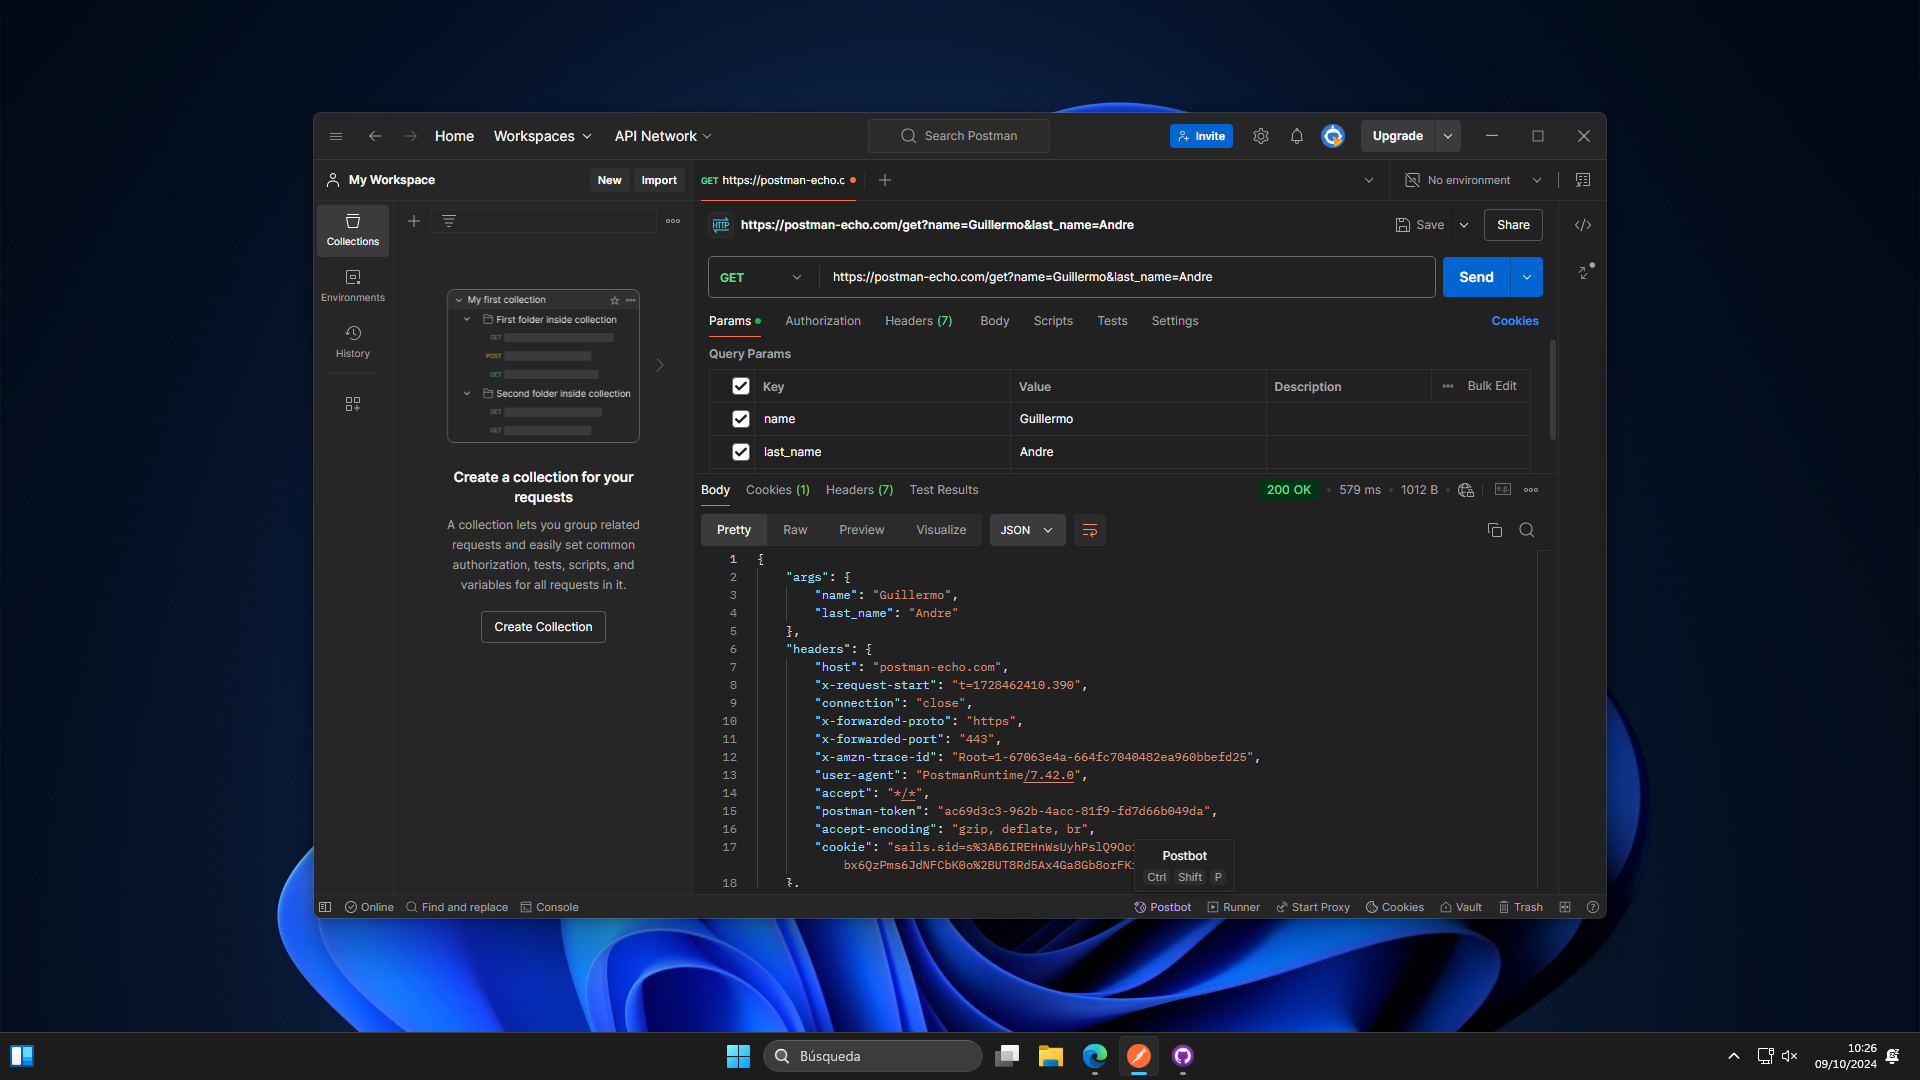 Home Workspaces API Network Search Postman Invite Upgrade
My Workspace New Import GET https://postman-echo.c No environment
Collections
Environments
History
My first collection
First folder inside collection
GET
POST
GET
Second folder inside collection
GET
GET
Create a collection for your
requests
A collection lets you group related
requests and easily set common
authorization, tests, scripts, and
variables for all requests in it.
Create Collection
HTTP https://postman-echo.com/get?name=Guillermo&last_name=Andre Save Share
GET https://postman-echo.com/get?name=Guillermo&last_name=Andre Send
Params Authorization Headers (7) Body Scripts Tests Settings Cookies
Query Params
Key Value Description Bulk Edit
name Guillermo
last_name Andre
Body Cookies (1) Headers (7) Test Results 200 OK 579 ms 1012 B
Pretty Raw Preview Visualize JSON
1 {
2 "args": {
3 "name": "Guillermo",
4 "last_name": "Andre"
5 },
6 "headers": {
7 "host": "postman-echo.com",
8 "x-request-start": "t=1728462410.390",
9 "connection": "close",
10 "x-forwarded-proto": "https",
11 "x-forwarded-port": "443",
12 "x-amzn-trace-id": "Root=1-67063e4a-664fc7040482ea960bbefd25",
13 "user-agent": "PostmanRuntime/7.42.0",
14 "accept": "*/*",
15 "postman-token": "ac69d3c3-962b-4acc-81f9-fd7d66b049da",
16 "accept-encoding": "gzip, deflate, br",
17 "cookie":
18 },
Postbot
Ctrl Shift P
Online Find and replace Console Postbot Runner Start Proxy Cookies Vault Trash
Búsqueda
10:26
09/10/2024